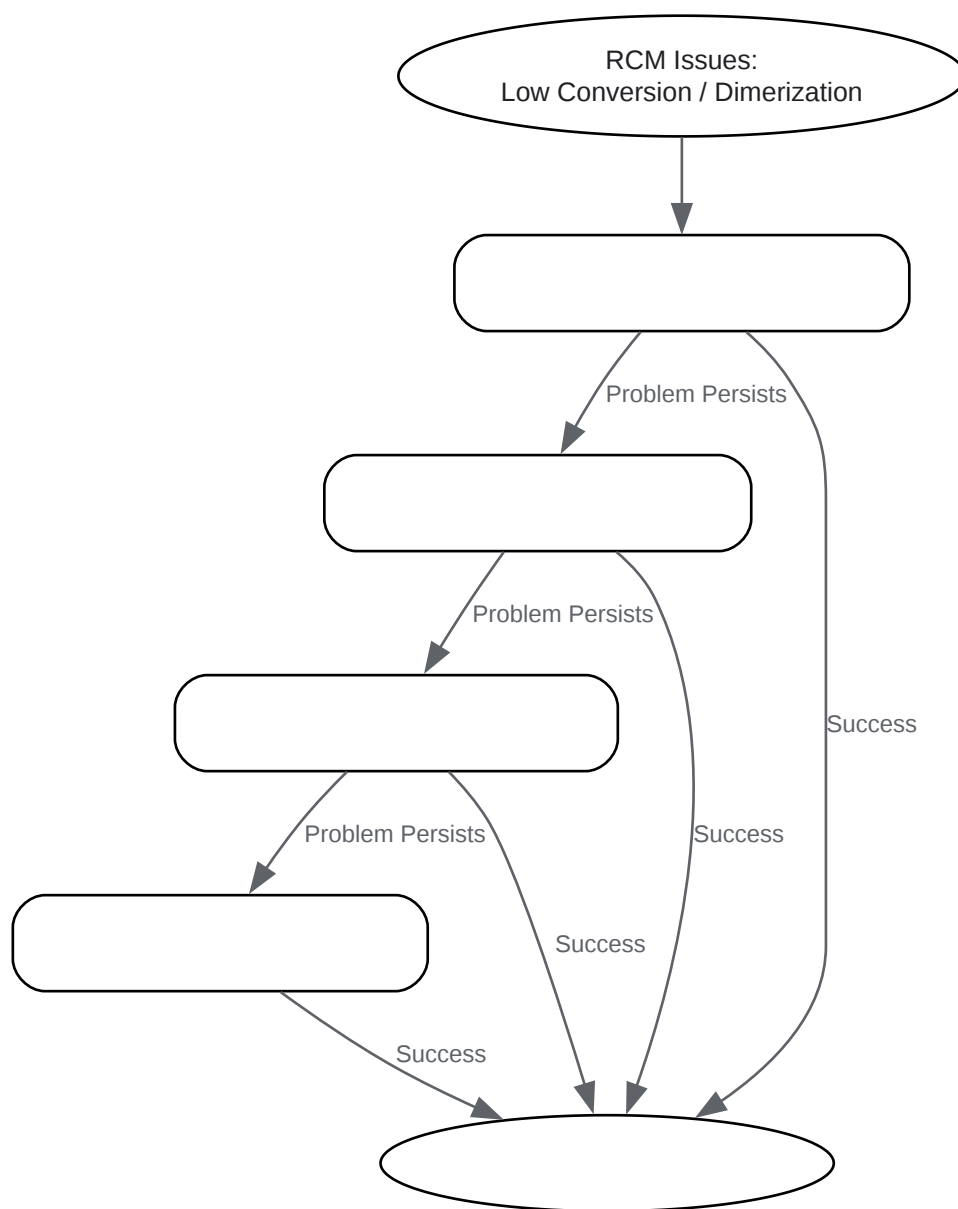 RCM Issues:
Low Conversion / Dimerization
Problem Persists
Problem Persists
Success
Problem Persists
Success
Success
Success